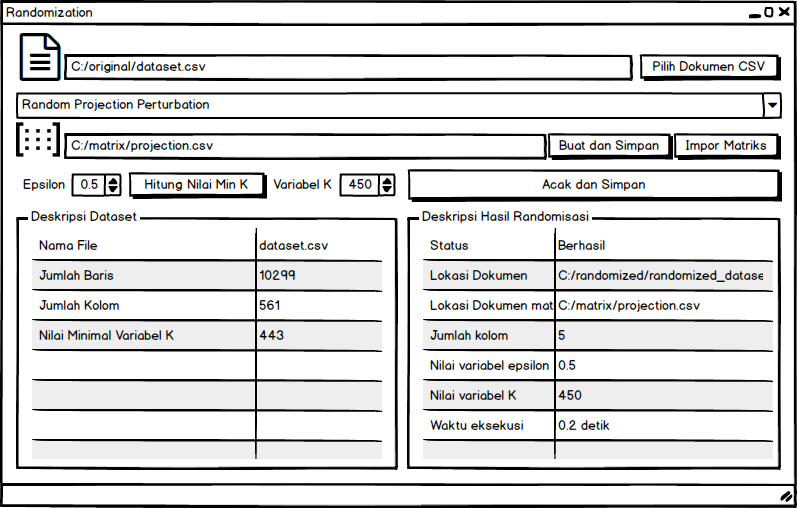 Randomization
C:/original/dataset.csv
Pilih Dokumen CSV
Random Projection Perturbation
C:/matrix/projection.csv
Buat dan Simpan
Impor Matriks
Epsilon
0.5
Hitung Nilai Min K
Variabel K
450
Acak dan Simpan
Deskripsi Dataset
Nama File dataset.csv
Jumlah Baris 10299
Jumlah Kolom 561
Nilai Minimal Variabel K 443
Deskripsi Hasil Randomisasi
Status Berhasil
Lokasi Dokumen C:/randomized/randomized_datase
Lokasi Dokumen mat C:/matrix/projection.csv
Jumlah kolom 5
Nilai variabel epsilon 0.5
Nilai variabel K 450
Waktu eksekusi 0.2 detik